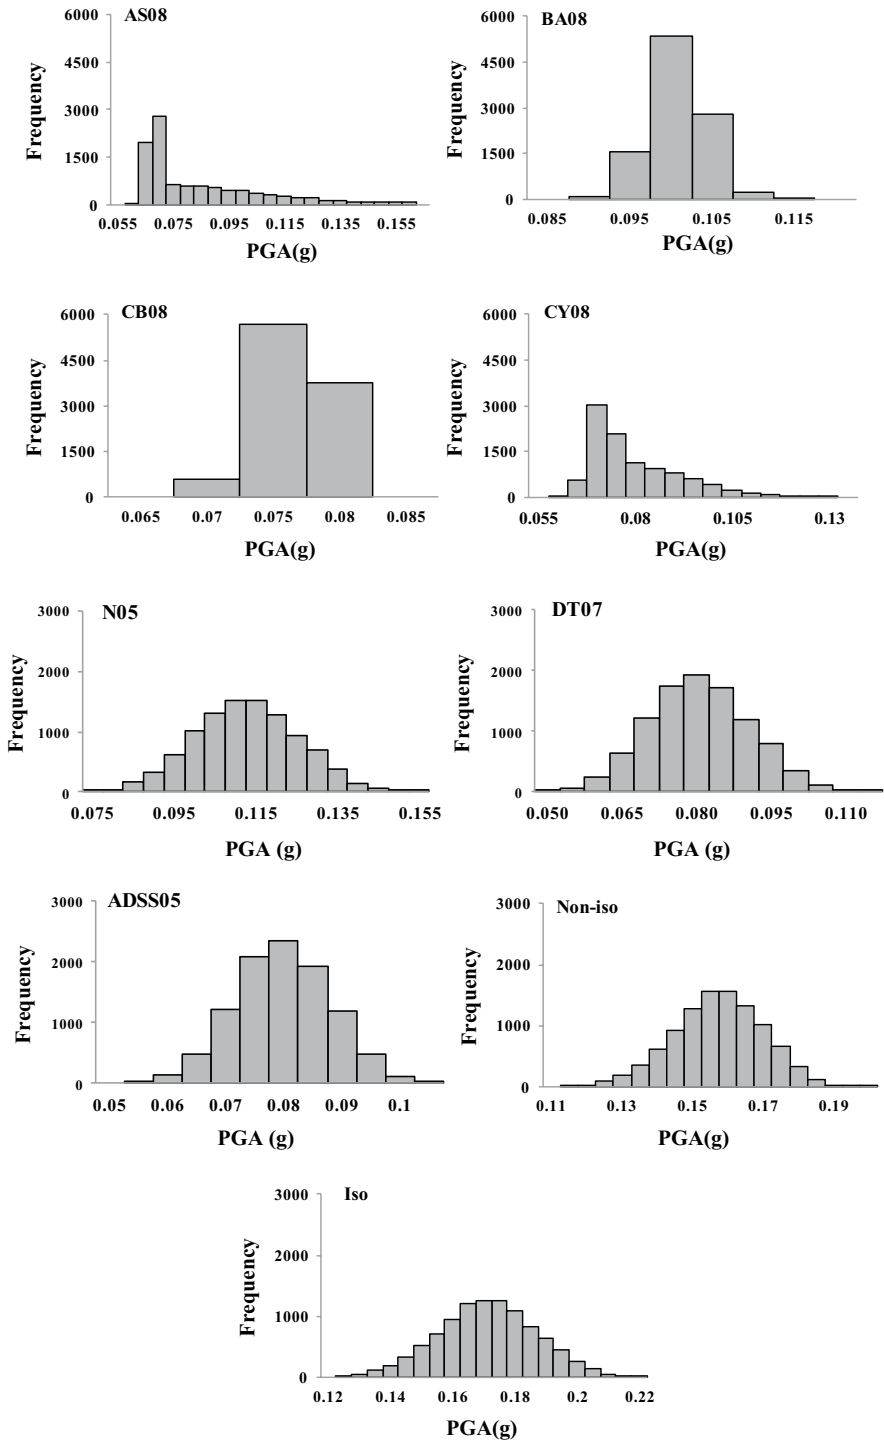 AS08
6000
4500
3000
1500
0
Frequency
0.055 0.075 0.095 0.115 0.135 0.155
PGA(g)
BA08
6000
4500
3000
1500
0
Frequency
0.085 0.095 0.105 0.115
PGA(g)
CB08
6000
4500
3000
1500
0
Frequency
0.065 0.07 0.075 0.08 0.085
PGA(g)
CY08
6000
4500
3000
1500
0
Frequency
0.055 0.08 0.105 0.13
PGA(g)
N05
3000
2000
1000
0
Frequency
0.075 0.095 0.115 0.135 0.155
PGA (g)
DT07
3000
2000
1000
0
Frequency
0.050 0.065 0.080 0.095 0.110
PGA (g)
ADSS05
3000
2000
1000
0
Frequency
0.05 0.06 0.07 0.08 0.09 0.1
PGA (g)
Non-iso
3000
2000
1000
0
Frequency
0.11 0.13 0.15 0.17 0.19
PGA(g)
Iso
3000
2000
1000
0
Frequency
0.12 0.14 0.16 0.18 0.2 0.22
PGA(g)